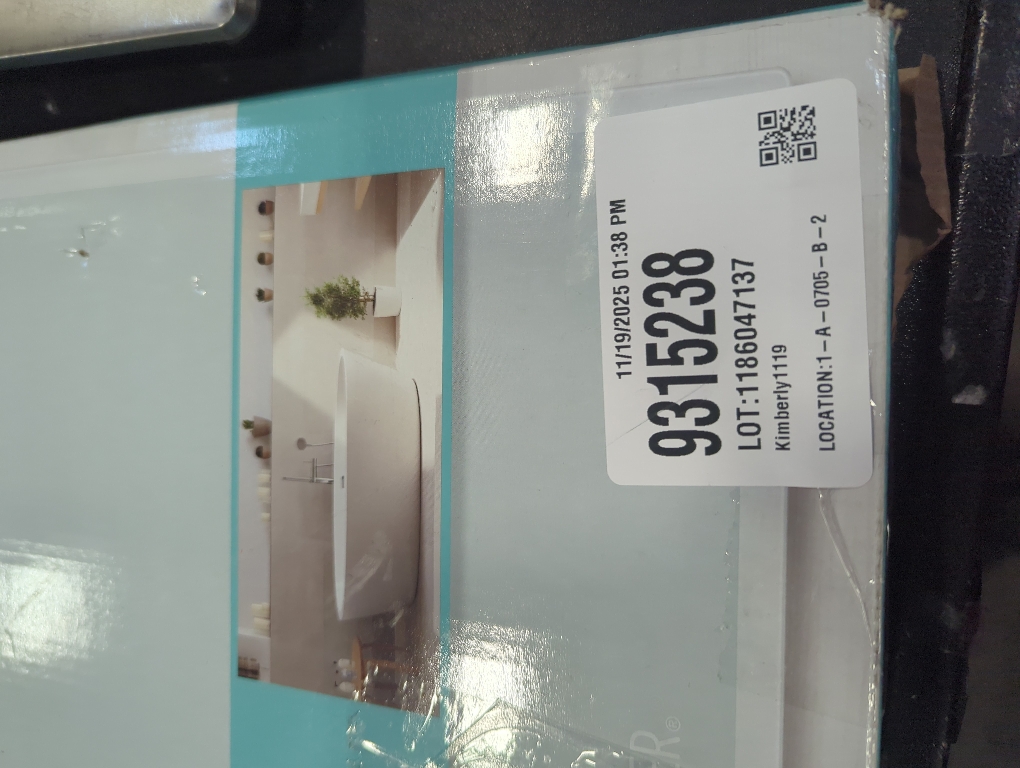 11/19/2025 01:38 PM
9315238
LOT:1186047137
Kimberly1119
LOCATION:1-A-0705-B-2